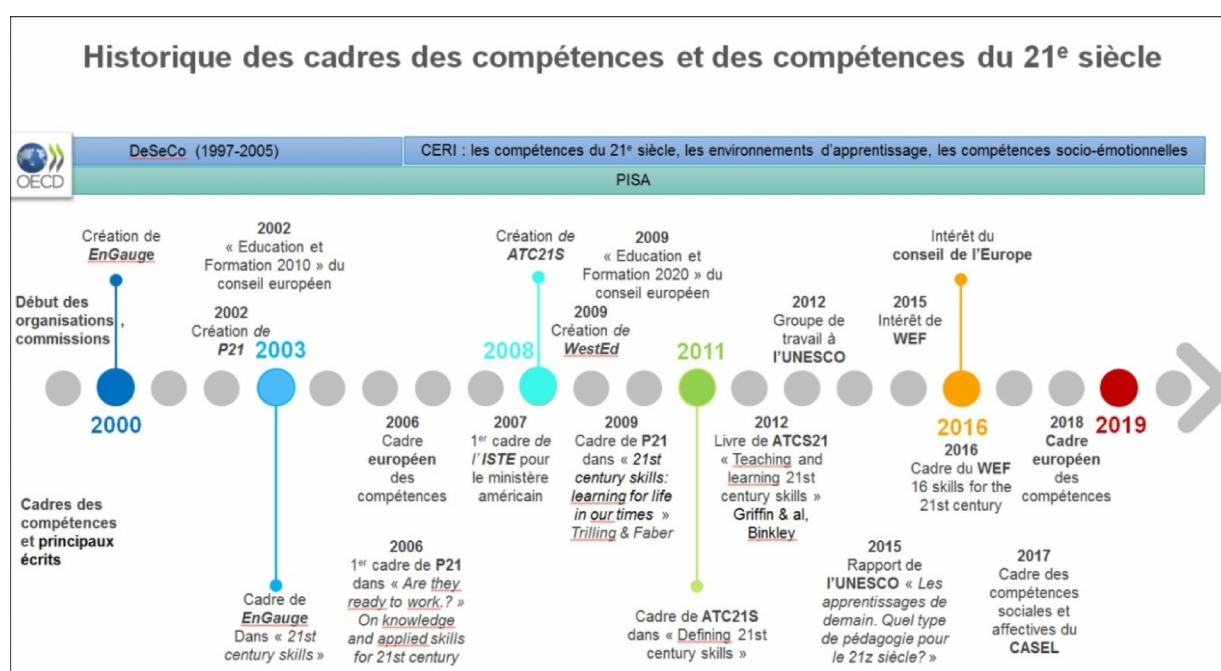 Historique des cadres des compétences et des compétences du 21e siècle
OECD
DeSeCo (1997-2005)
CERI : les compétences du 21e siècle, les environnements d'apprentissage, les compétences socio-émotionnelles
PISA
Début des
organisations ,
commissions
Création de
EnGauge
2002
« Education et
Formation 2010 » du
conseil européen
2002
Création de
P21
2003
Création de
ATC21S
2008
2009
« Education et
Formation 2020 » du
conseil européen
2009
Création de
WestEd
2011
2012
Groupe de
travail à
l'UNESCO
2015
Intérêt de
WEF
Intérêt du
conseil de l'Europe
2000
2016
2019
Cadres des
compétences
et principaux
écrits
Cadre de
EnGauge
Dans « 21st
century skills »
2006
Cadre
européen
des
compétences
2006
1er cadre de P21
dans « Are they
ready to work.? »
On knowledge
and applied skills
for 21st century
2007
1er cadre de
l'ISTE pour
le ministère
américain
2009
Cadre de P21
dans « 21st
century skills:
learning for life
in our times »
Trilling & Faber
Cadre de ATC21S
dans « Defining 21st
century skills »
2012
Livre de ATCS21
« Teaching and
learning 21st
century skills »
Griffin & al,
Binkley
2015
Rapport de
l'UNESCO « Les
apprentissages de
demain. Quel type
de pédagogie pour
le 21z siècle? »
2016
Cadre du WEF
16 skills for the
21st century
2017
Cadre des
compétences
sociales et
affectives du
CASEL
2018
Cadre
européen
des
compétences